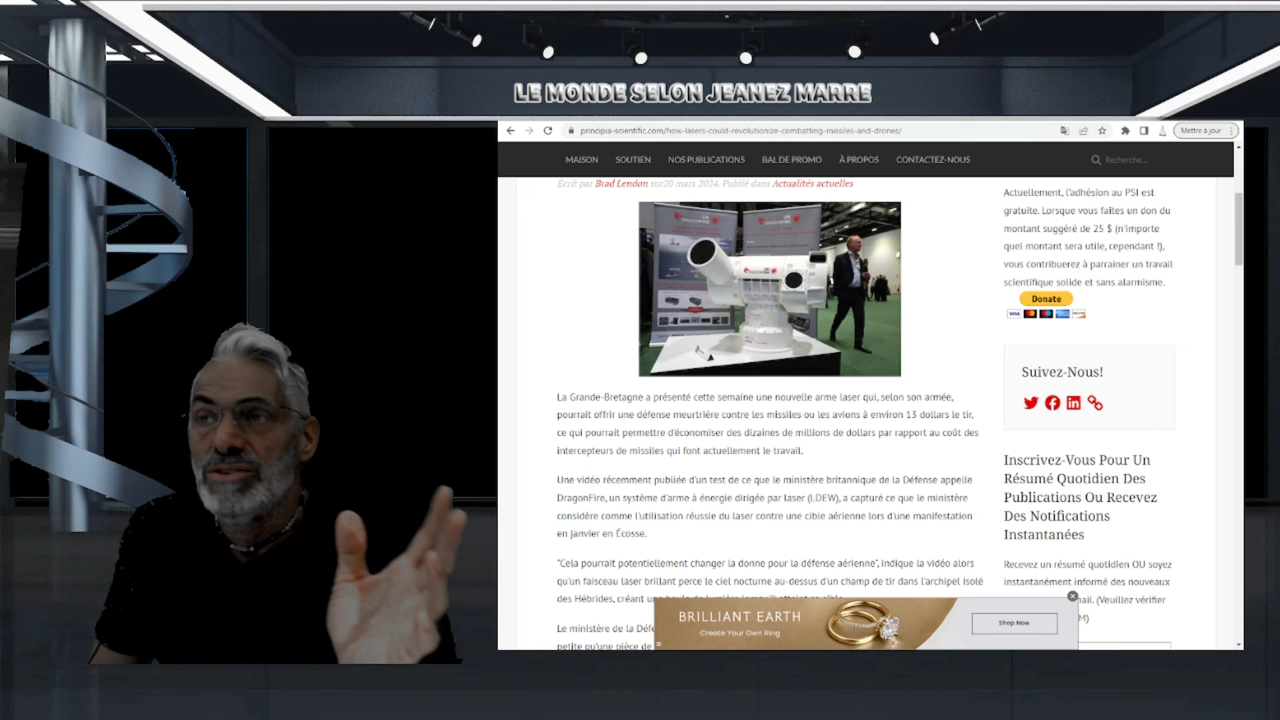 LE MONDE SELON JEANEZ MARRE
principia-scientific.com/how-lasers-could-revolutionize-combatting-missiles-and-drones/
Mettre à jour
MAISON SOUTIEN NOS PUBLICATIONS BAL DE PROMO À PROPOS CONTACTEZ-NOUS Recherche...
Écrit par Brad Lendon sur20 mars 2024. Publié dans Actualités actuelles
La Grande-Bretagne a présenté cette semaine une nouvelle arme laser qui, selon son armée,
pourrait offrir une défense meurtrière contre les missiles ou les avions à environ 13 dollars le tir,
ce qui pourrait permettre d'économiser des dizaines de millions de dollars par rapport au coût des
intercepteurs de missiles qui font actuellement le travail.
Une vidéo récemment publiée d'un test de ce que le ministère britannique de la Défense appelle
DragonFire, un système d'arme à énergie dirigée par laser (LDEW), a capturé ce que le ministère
considère comme l'utilisation réussie du laser contre une cible aérienne lors d'une manifestation
en janvier en Écosse.
"Cela pourrait potentiellement changer la donne pour la défense aérienne", indique la vidéo alors
qu'un faisceau laser brillant perce le ciel nocturne au-dessus d'un champ de tir dans l'archipel isolé
des Hébrides, créant
Le ministère de la
petite qu'une pièce de
Actuellement, l'adhésion au PSI est
gratuite. Lorsque vous faites un don du
montant suggéré de 25 $ (n'importe
quel montant sera utile, cependant !),
vous contribuerez à parrainer un travail
scientifique solide et sans alarmisme.
Donate
VISA
Suivez-Nous!
Inscrivez-Vous Pour Un
Résumé Quotidien Des
Publications Ou Recevez
Des Notifications
Instantanées
Recevez un résumé quotidien OU soyez
instantanément informé des nouveaux
(Veuillez vérifier
BRILLIANT EARTH
Create Your Own Ring
Shop Now